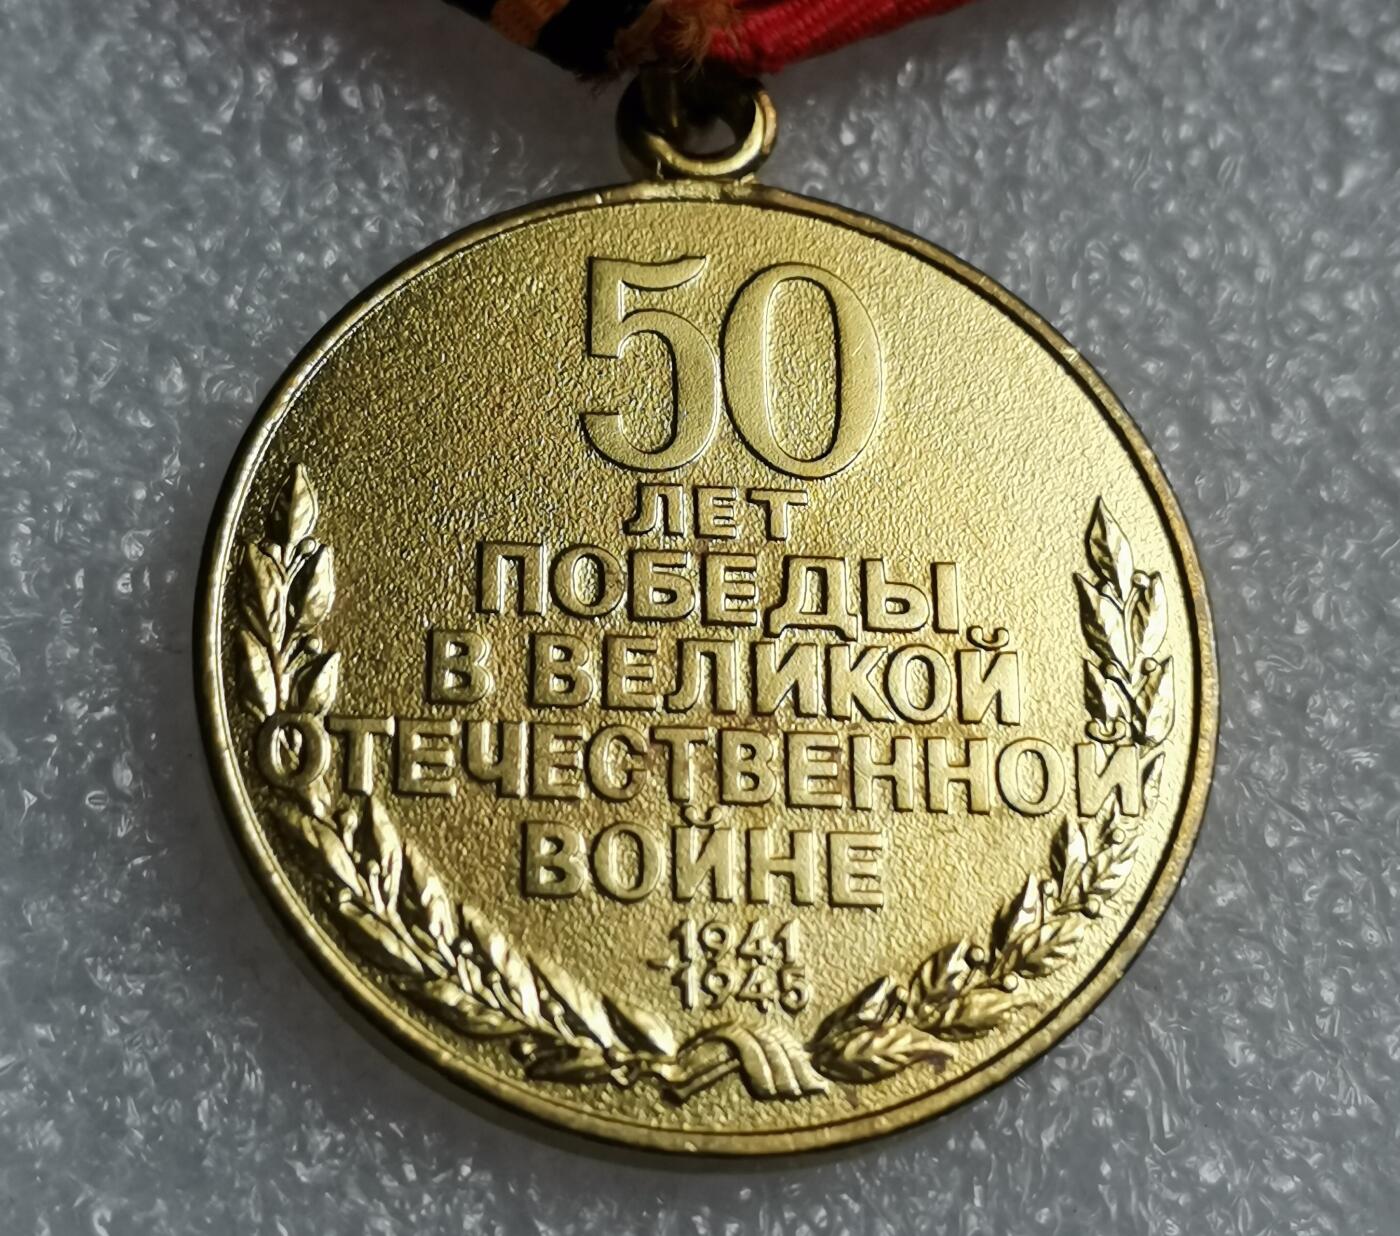 50
ЛЕТ
ПОБЕДЫ
В ВЕЛИКОЙ
ОТЕЧЕСТВЕННОЙ
ВОЙНЕ
1941
1945